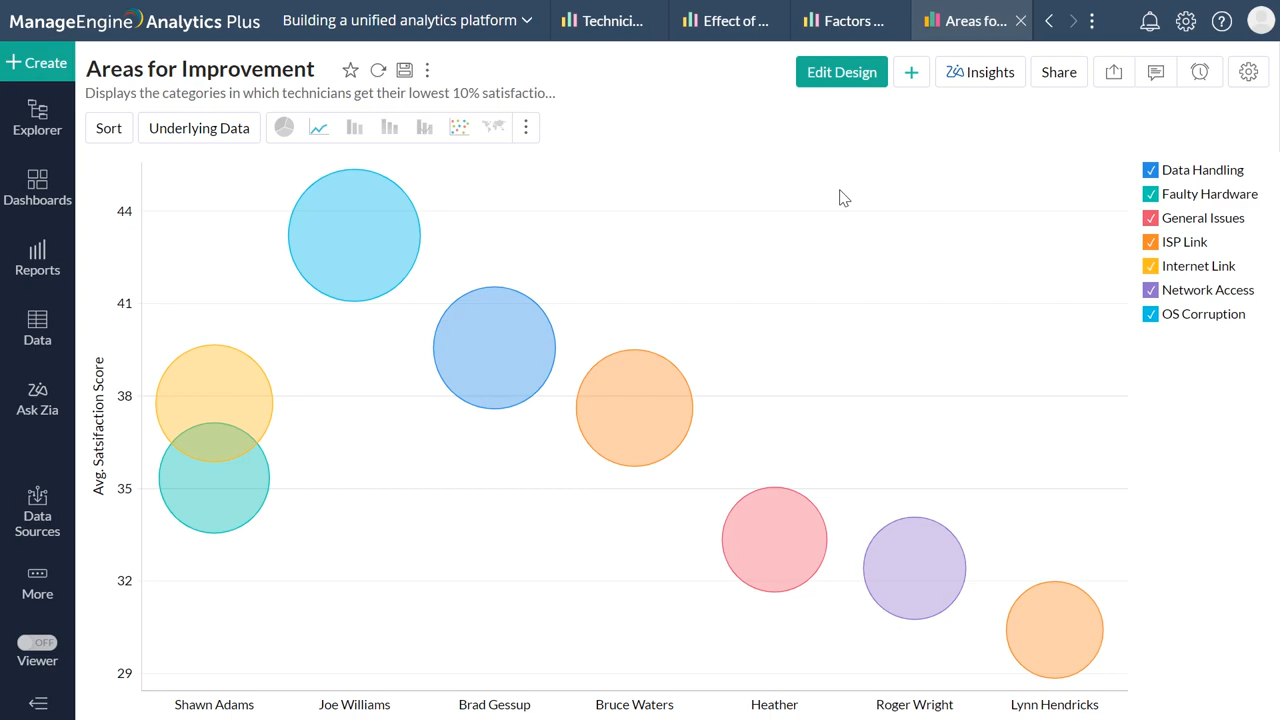 ManageEngine Analytics Plus
Building a unified analytics platform
Technici...
Effect of ...
Factors ...
Areas fo...
Create
Explorer
Dashboards
Reports
Data
Ask Zia
Data
Sources
More
OFF
Viewer
Areas for Improvement
Displays the categories in which technicians get their lowest 10% satisfactio...
Edit Design
Insights
Share
Sort
Underlying Data
Avg. Satsifaction Score
44
41
38
35
32
29
Shawn Adams
Joe Williams
Brad Gessup
Bruce Waters
Heather
Roger Wright
Lynn Hendricks
Data Handling
Faulty Hardware
General Issues
ISP Link
Internet Link
Network Access
OS Corruption